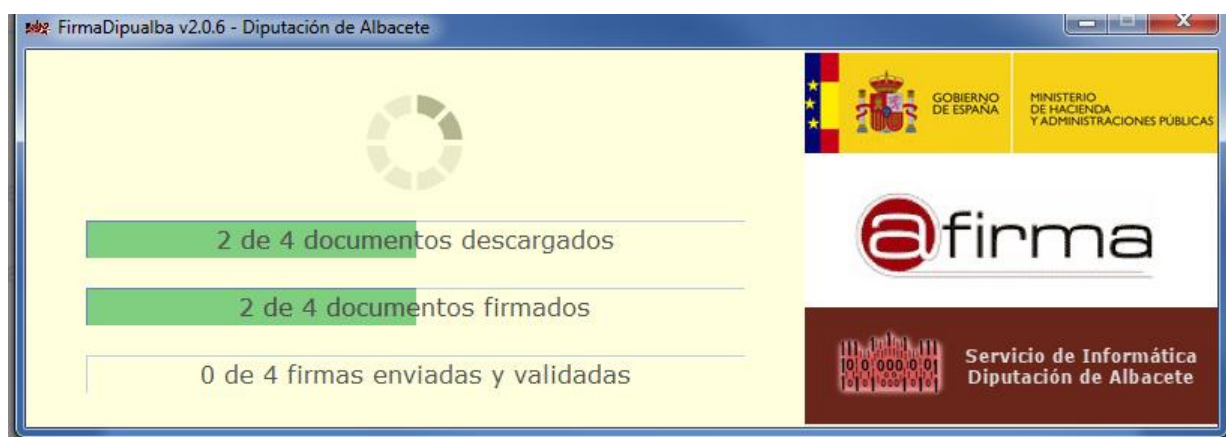 FirmaDipualba v2.0.6 - Diputación de Albacete
2 de 4 documentos descargados
2 de 4 documentos firmados
0 de 4 firmas enviadas y validadas
GOBIERNO
DE ESPAÑA
MINISTERIO
DE HACIENDA
Y ADMINISTRACIONES PÚBLICAS
@firma
Servicio de Informática
Diputación de Albacete